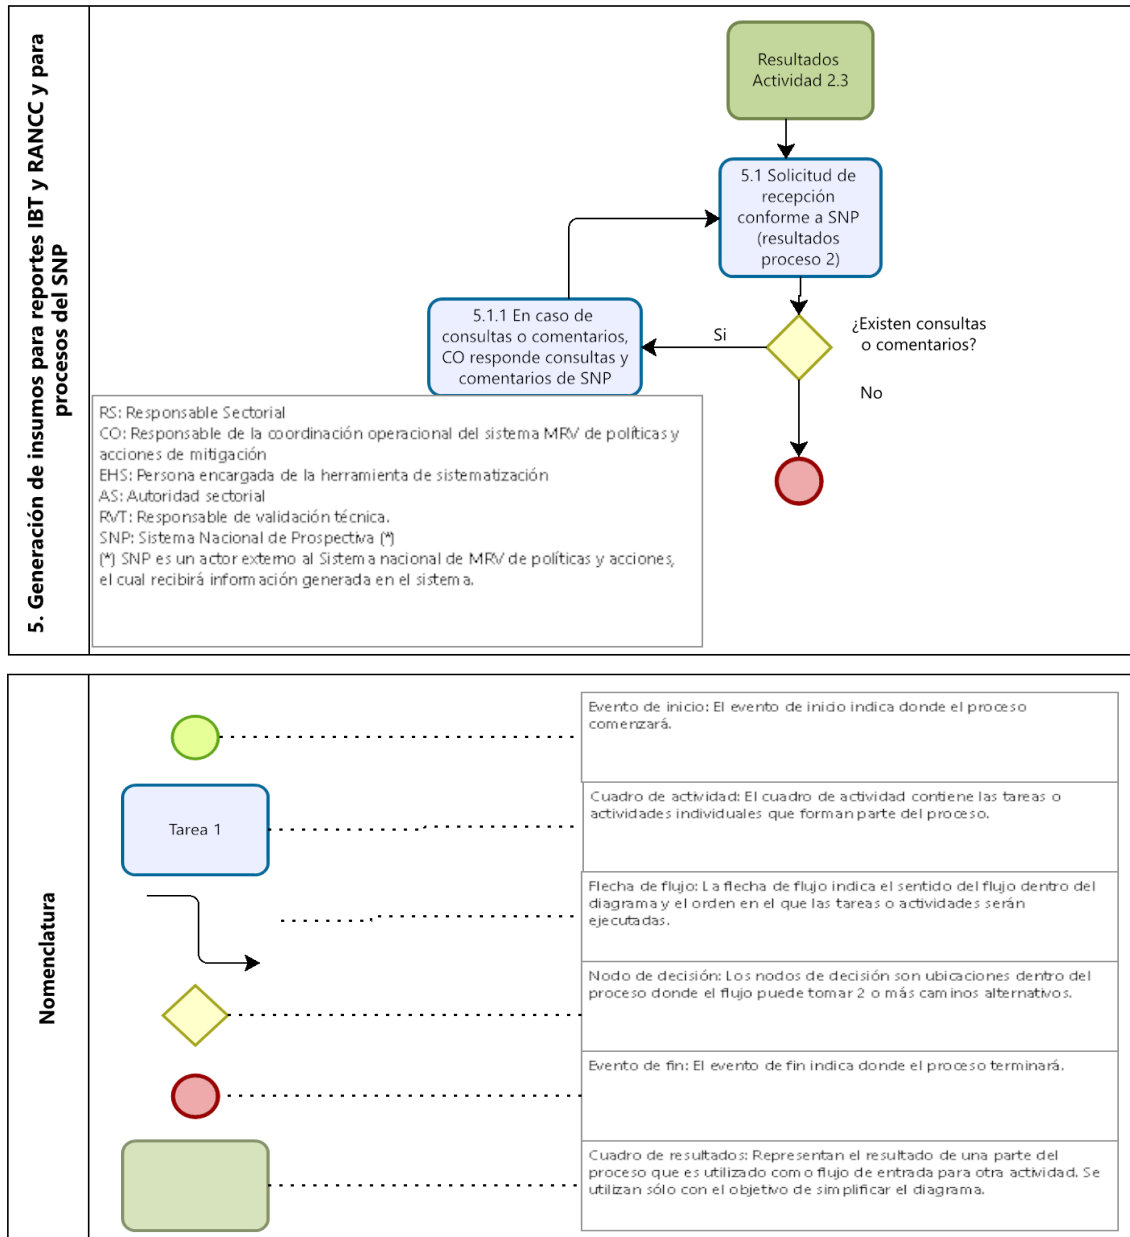 5. Generación de insumos para reportes IBT y RANCC y para
procesos del SNP
Resultados
Actividad 2.3
5.1 Solicitud de
recepción
conforme a SNP
(resultados
proceso 2)
¿Existen consultas
o comentarios?
Si
No
5.1.1 En caso de
consultas o comentarios,
CO responde consultas y
comentarios de SNP
RS: Responsable Sectorial
CO: Responsable de la coordinación operacional del sistema MRV de políticas y
acciones de mitigación
EHS: Persona encargada de la herramienta de sistematización
AS: Autoridad sectorial
RVT: Responsable de validación técnica.
SNP: Sistema Nacional de Prospectiva (*)
(*) SNP es un actor externo al Sistema nacional de MRV de políticas y acciones,
el cual recibirá información generada en el sistema.
Nomenclatura
Evento de inicio: El evento de inicio indica donde el proceso
comenzará.
Tarea 1
Cuadro de actividad: El cuadro de actividad contiene las tareas o
actividades individuales que forman parte del proceso.
Flecha de flujo: La flecha de flujo indica el sentido del flujo dentro del
diagrama y el orden en el que las tareas o actividades serán
ejecutadas.
Nodo de decisión: Los nodos de decisión son ubicaciones dentro del
proceso donde el flujo puede tomar 2 o más caminos alternativos.
Evento de fin: El evento de fin indica donde el proceso terminará.
Cuadro de resultados: Representan el resultado de una parte del
proceso que es utilizado como flujo de entrada para otra actividad. Se
utilizan sólo con el objetivo de simplificar el diagrama.